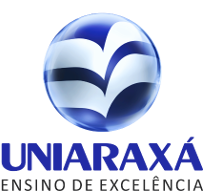 UNIARAXÁ
ENSINO DE EXCELÊNCIA